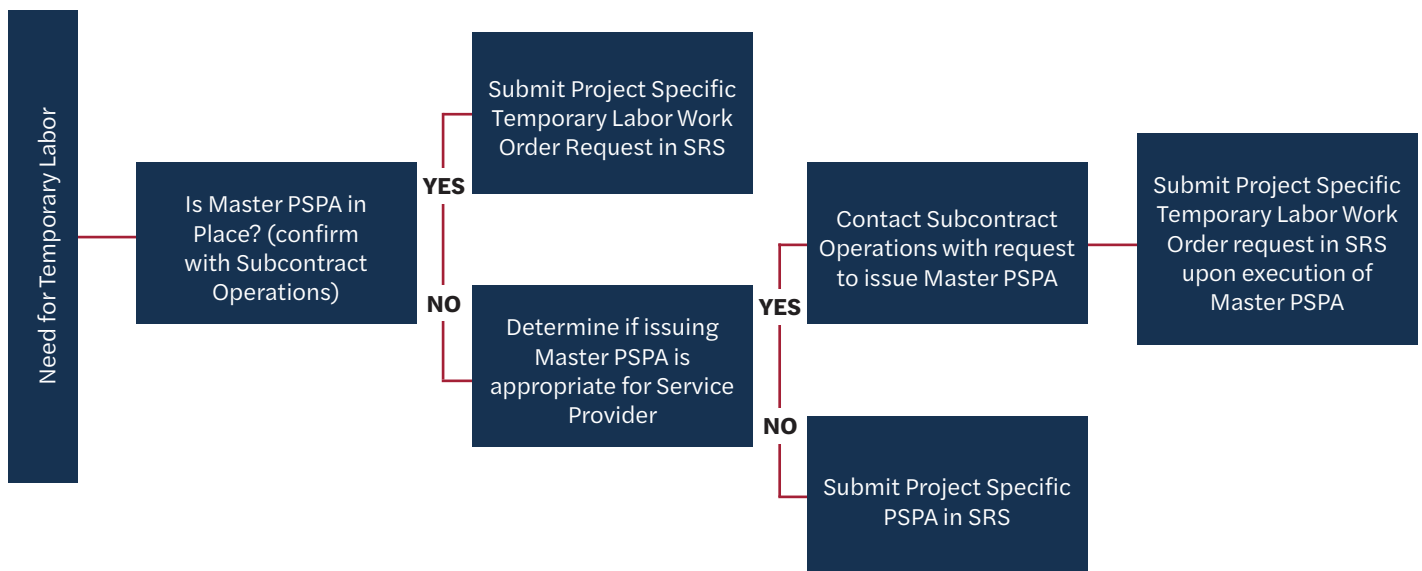 Need for Temporary Labor
Is Master PSPA in
Place? (confirm
with Subcontract
Operations)
YES
Submit Project Specific
Temporary Labor Work
Order Request in SRS
NO
Determine if issuing
Master PSPA is
appropriate for Service
Provider
YES
Contact Subcontract
Operations with request
to issue Master PSPA
Submit Project Specific
Temporary Labor Work
Order request in SRS
upon execution of
Master PSPA
NO
Submit Project Specific
PSPA in SRS